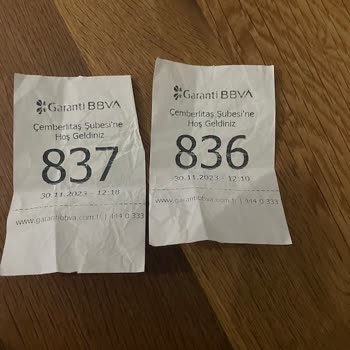 Garanti BBVA
Çemberlitaş Şubesi'ne
Hoş Geldiniz
837
30.11.2023 - 12:18
www.garantibbva.com.tr | 444 0 333
Garanti BBVA
Çemberlitaş Şubesi'ne
Hoş Geldiniz
836
30.11.2023 - 12:10
www.garantibbva.com.tr | 444 0 333